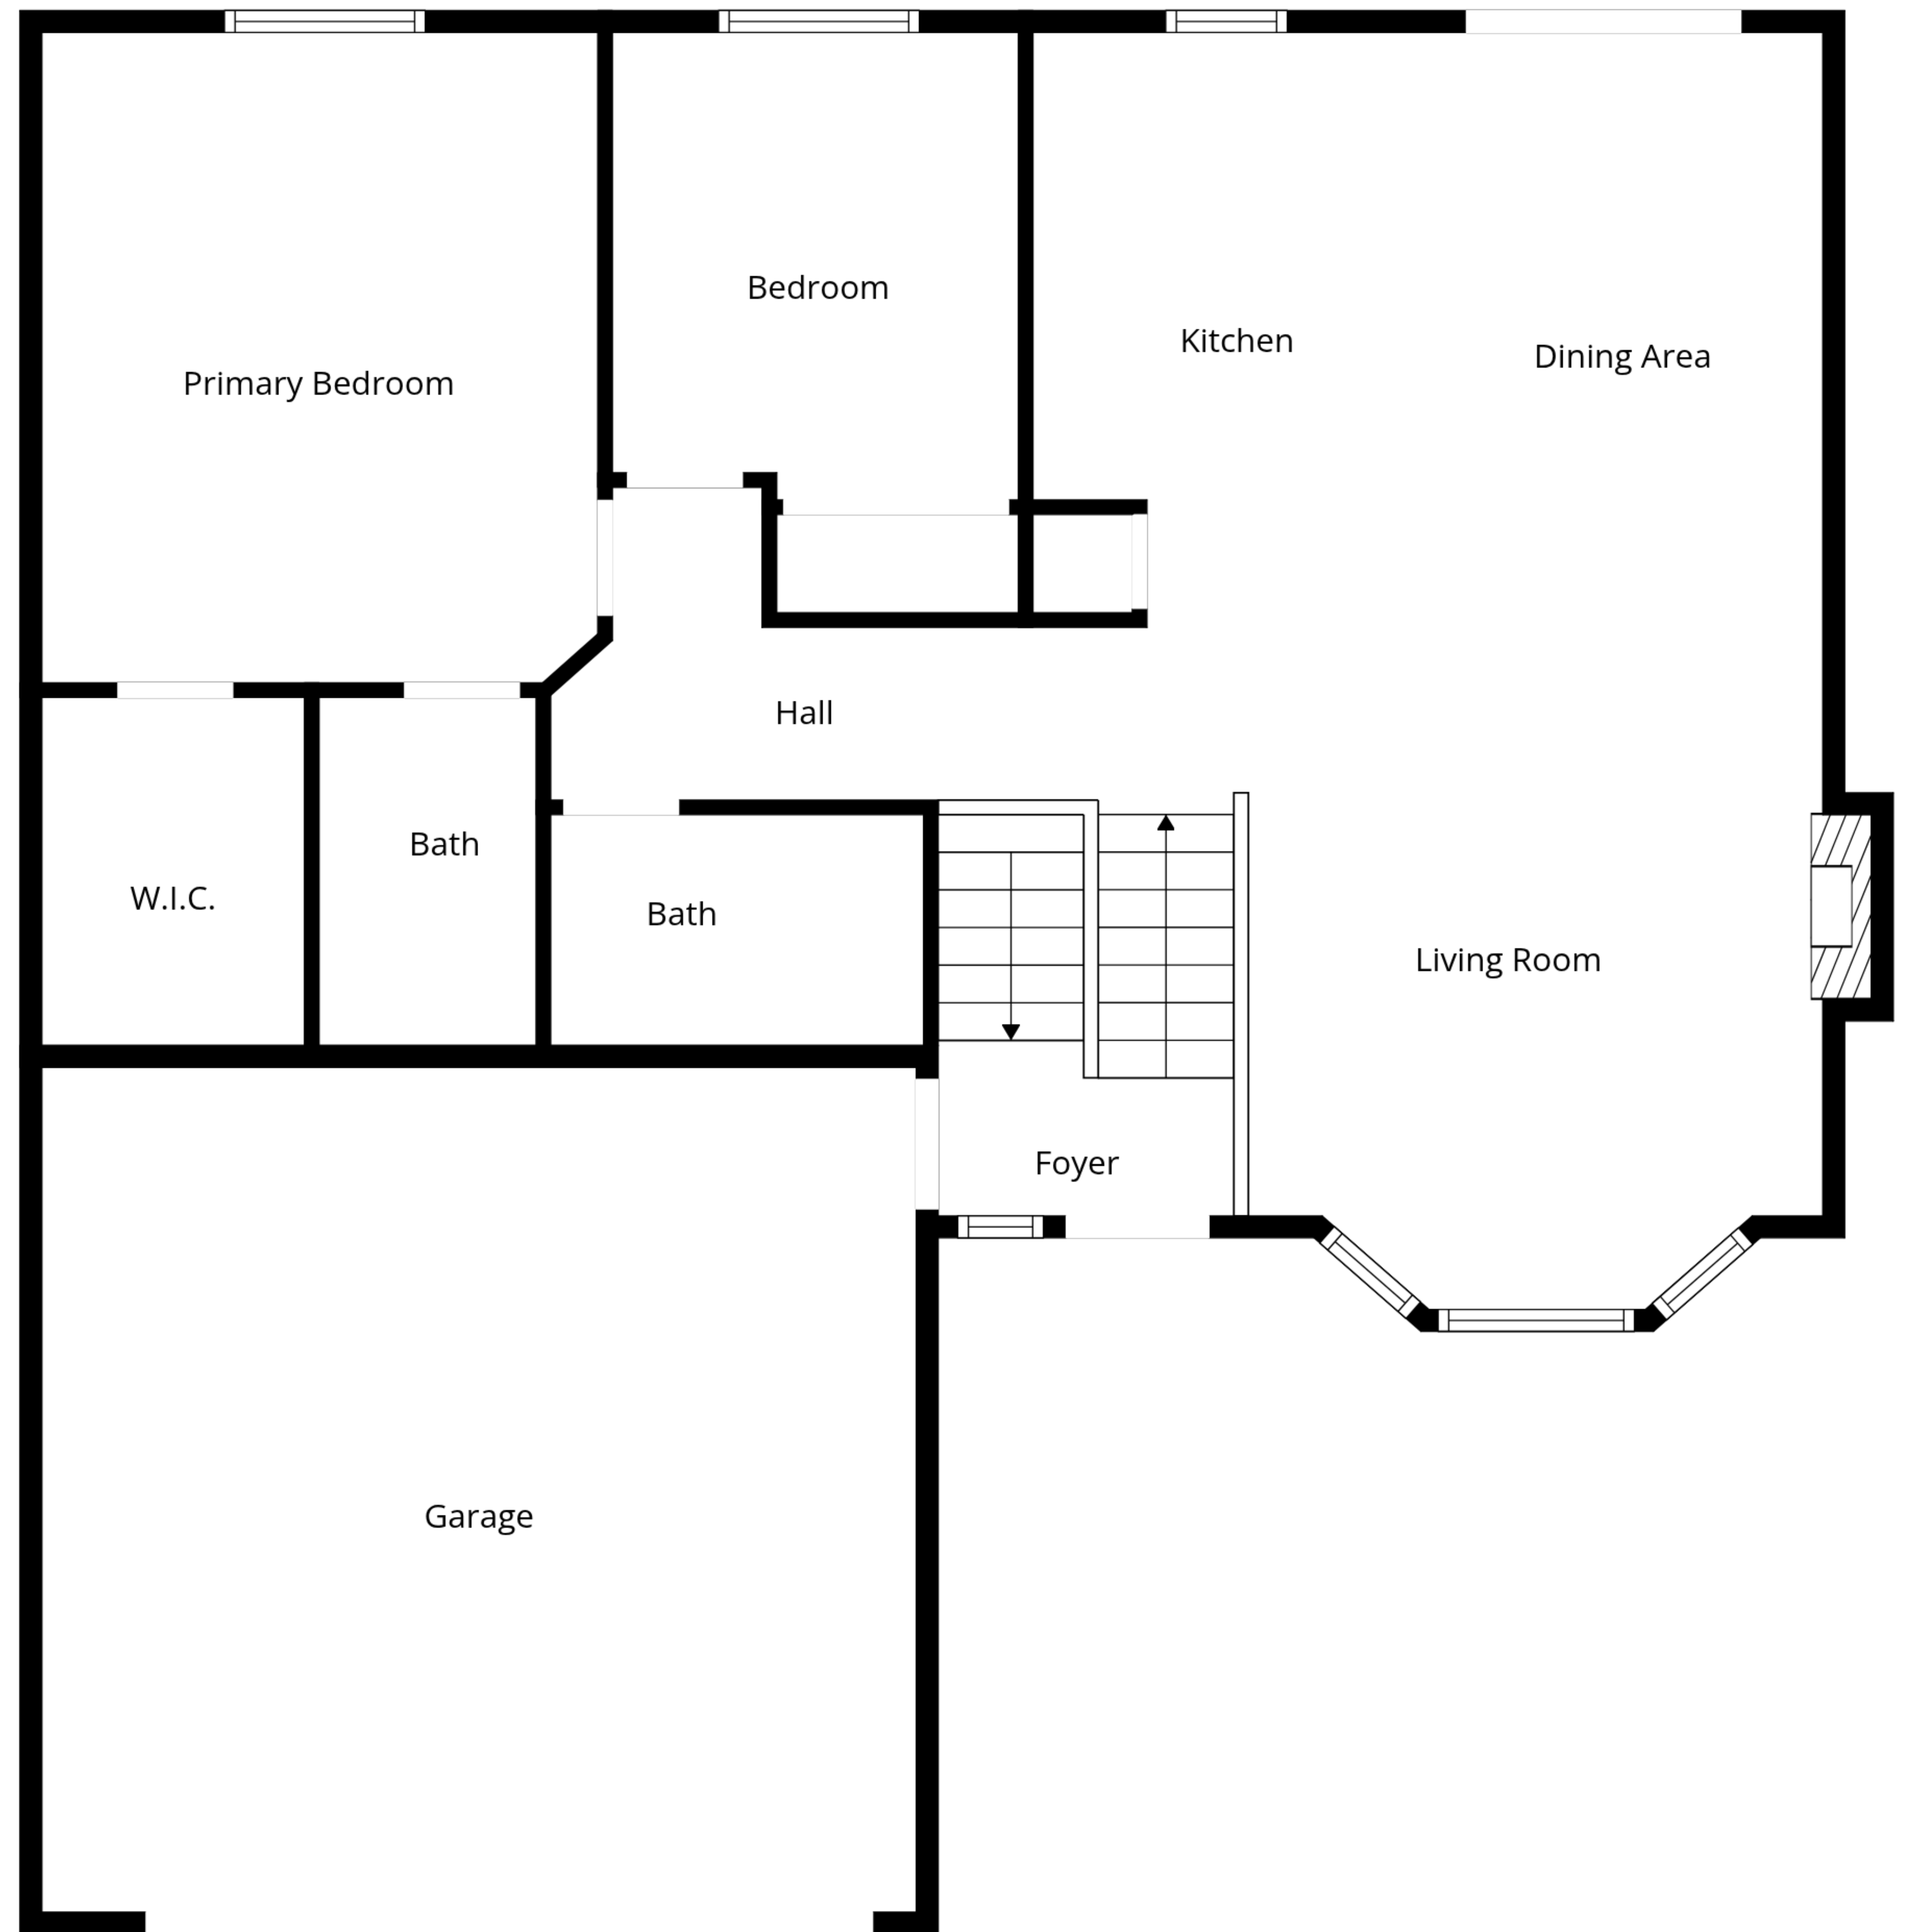 Bedroom
Kitchen
Dining Area
Primary Bedroom
Hall
Bath
W.I.C.
Bath
Living Room
Foyer
Garage